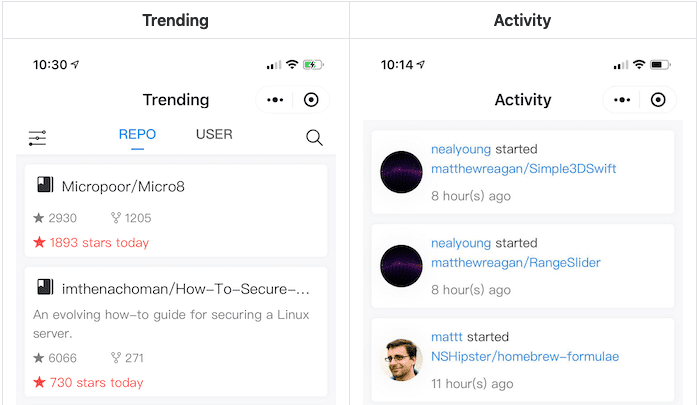 Trending
Activity
10:30
Trending
REPO
USER
Micropoor/Micro8
2930
1205
1893 stars today
imthenachoman/How-To-Secure-...
An evolving how-to guide for securing a Linux
server.
6066
271
730 stars today
10:14
Activity
nealyoung started
matthewreagan/Simple3DSwift
8 hour(s) ago
nealyoung started
matthewreagan/RangeSlider
8 hour(s) ago
mattt started
NSHipster/homebrew-formulae
11 hour(s) ago